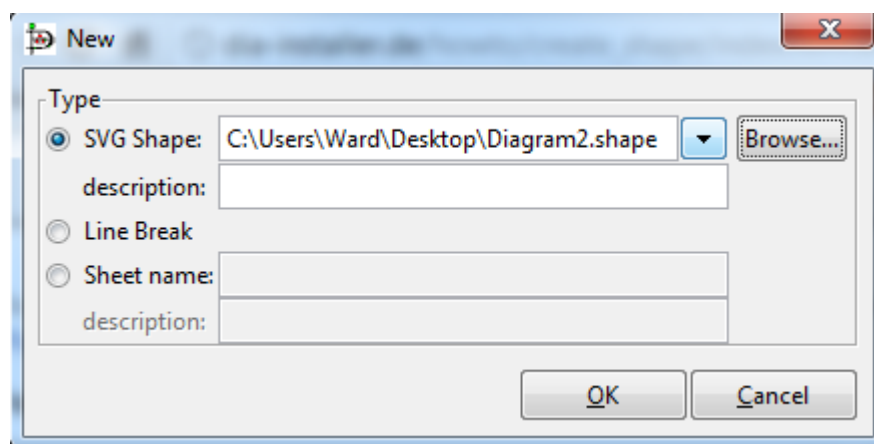 New
Type
SVG Shape: C:\Users\Ward\Desktop\Diagram2.shape Browse...
description:
Line Break
Sheet name:
description:
OK Cancel